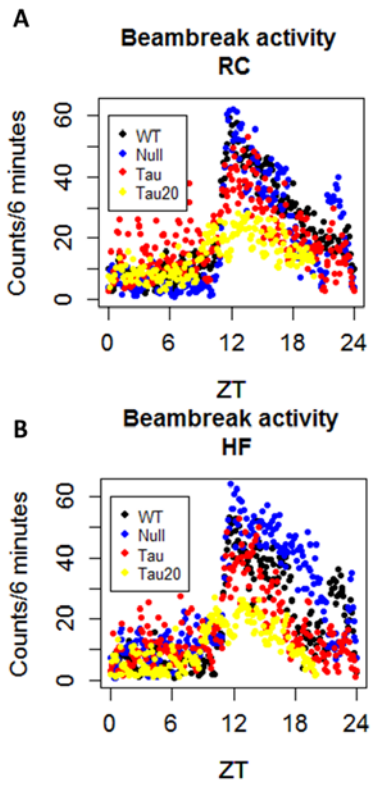 A
Beambreak activity
RC
Counts/6 minutes
60
40
20
0
WT
Null
Tau
Tau20
0 6 12 18 24
ZT
B
Beambreak activity
HF
Counts/6 minutes
60
40
20
0
WT
Null
Tau
Tau20
0 6 12 18 24
ZT